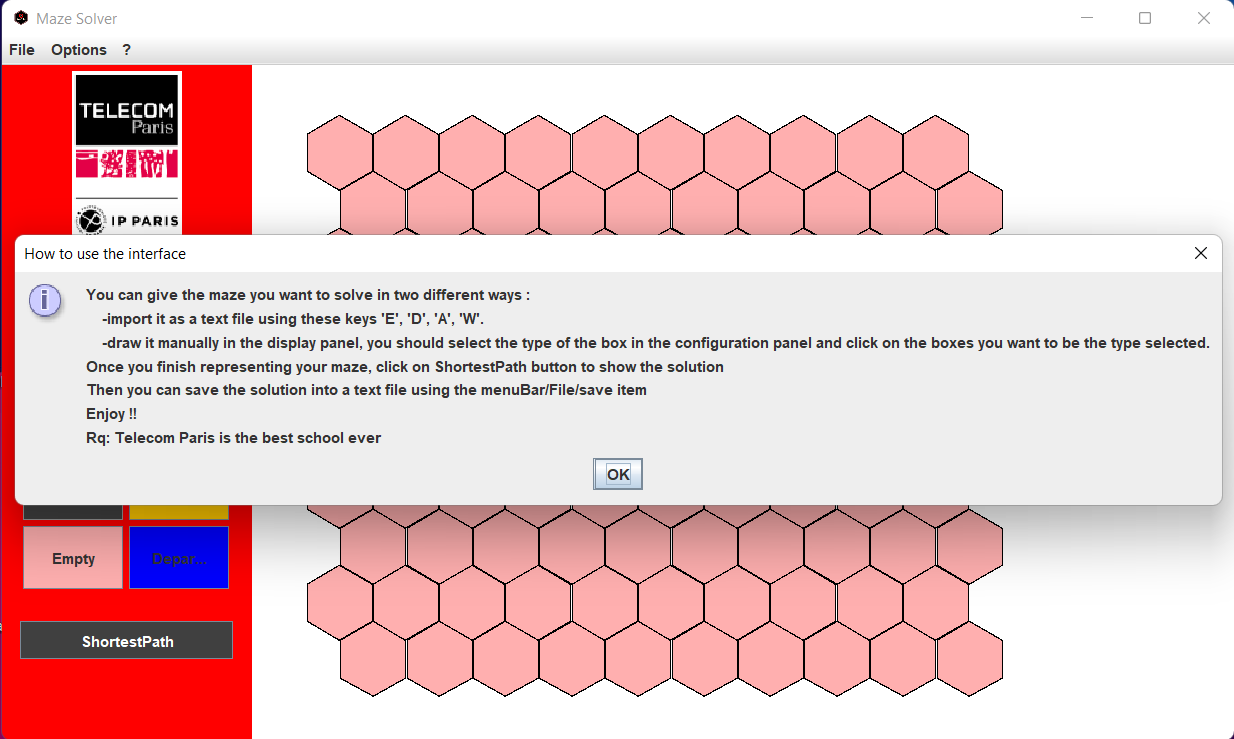 Maze Solver
File Options ?
TELECOM
Paris
IP PARIS
How to use the interface
You can give the maze you want to solve in two different ways :
-import it as a text file using these keys 'E', 'D', 'A', 'W'.
-draw it manually in the display panel, you should select the type of the box in the configuration panel and click on the boxes you want to be the type selected.
Once you finish representing your maze, click on ShortestPath button to show the solution
Then you can save the solution into a text file using the menuBar/File/save item
Enjoy !!
Rq: Telecom Paris is the best school ever
OK
Empty Depar...
ShortestPath